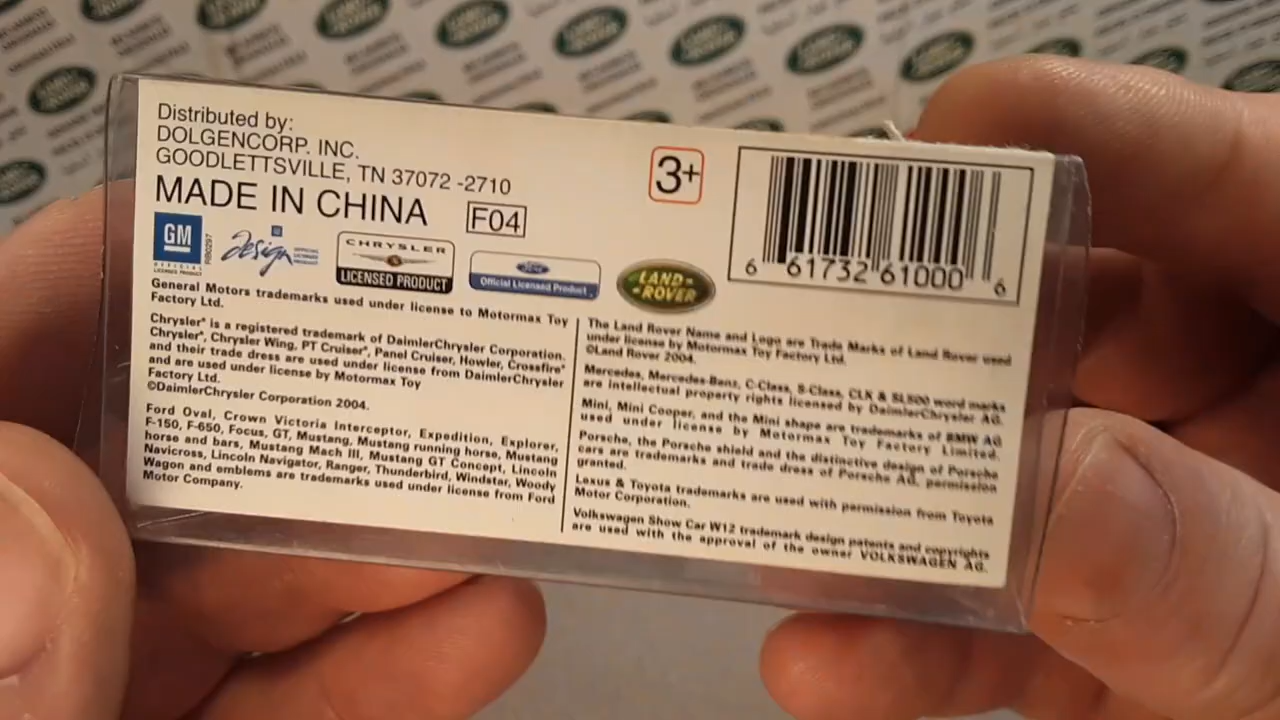 Distributed by:
DOLGENCORP. INC.
GOODLETTSVILLE, TN 37072 -2710
MADE IN CHINA
F04
3+
6 61732 61000 6
GM
OFFICIAL
LICENSED PRODUCT
GM
design
OFFICIAL
LICENSED
PRODUCT
CHRYSLER
LICENSED PRODUCT
Ford
Official Licensed Product
LAND-
ROVER
General Motors trademarks used under license to Motormax Toy
Factory Ltd.
Chrysler® is a registered trademark of DaimlerChrysler Corporation.
Chrysler®, Chrysler Wing, PT Cruiser®, Panel Cruiser, Howler, Crossfire®
and their trade dress are used under license from DaimlerChrysler
and are used under license by Motormax Toy
Factory Ltd.
©DaimlerChrysler Corporation 2004.
Ford Oval, Crown Victoria Interceptor, Expedition, Explorer,
F-150, F-650, Focus, GT, Mustang, Mustang running horse, Mustang
horse and bars, Mustang Mach III, Mustang GT Concept, Lincoln
Navicross, Lincoln Navigator, Ranger, Thunderbird, Windstar, Woody
Wagon and emblems are trademarks used under license from Ford
Motor Company.
The Land Rover Name and Logo are Trade Marks of Land Rover used
under license by Motormax Toy Factory Ltd.
©Land Rover 2004.
Mercedes, Mercedes-Benz, C-Class, S-Class, CLK & SL500 word marks
are intellectual property rights licensed by DaimlerChrysler AG.
Mini, Mini Cooper, and the Mini shape are trademarks of BMW AG
used under license by Motormax Toy Factory Limited.
Porsche, the Porsche shield and the distinctive design of Porsche
cars are trademarks and trade dress of Porsche AG. permission
granted.
Lexus & Toyota trademarks are used with permission from Toyota
Motor Corporation.
Volkswagen Show Car W12 trademark design patents and copyrights
are used with the approval of the owner VOLKSWAGEN AG.